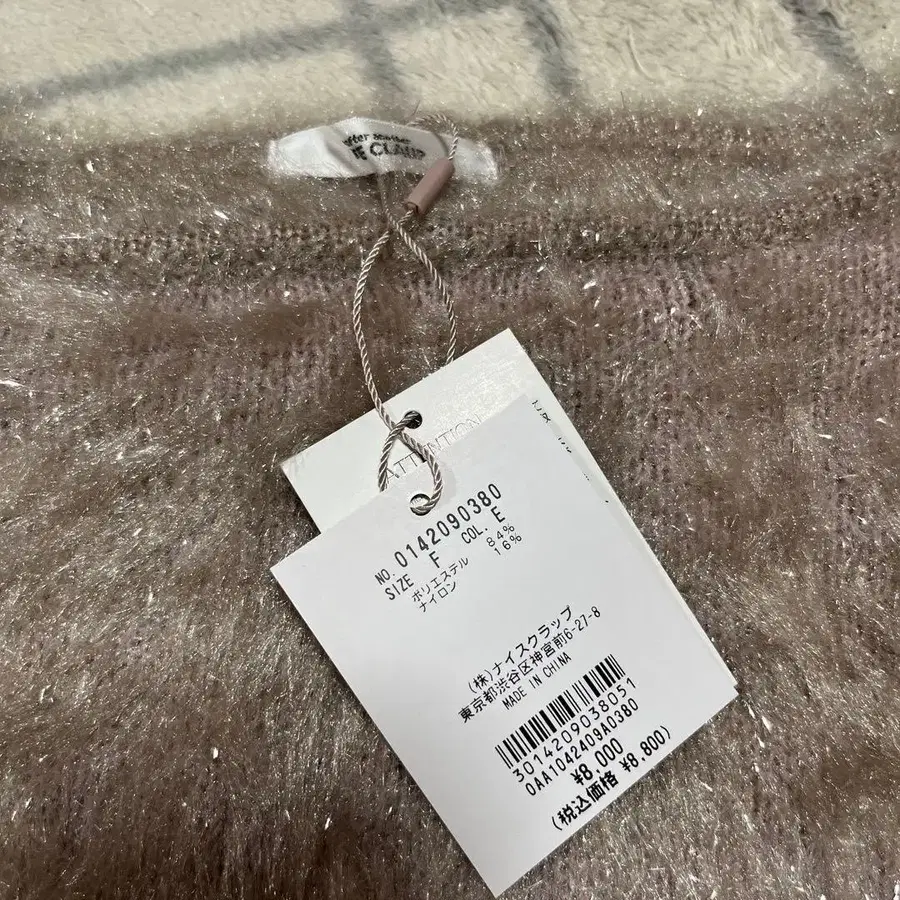 ATTENTION
NO. 0142090380
SIZE F COL. E
ポリエステル 84%
ナイロン 16%
(株)ナイスクラップ
東京都渋谷区神宮前6-27-8
MADE IN CHINA
3014209038051
0AA1042409A0380
¥8,000
(税込価格 ¥8,800)